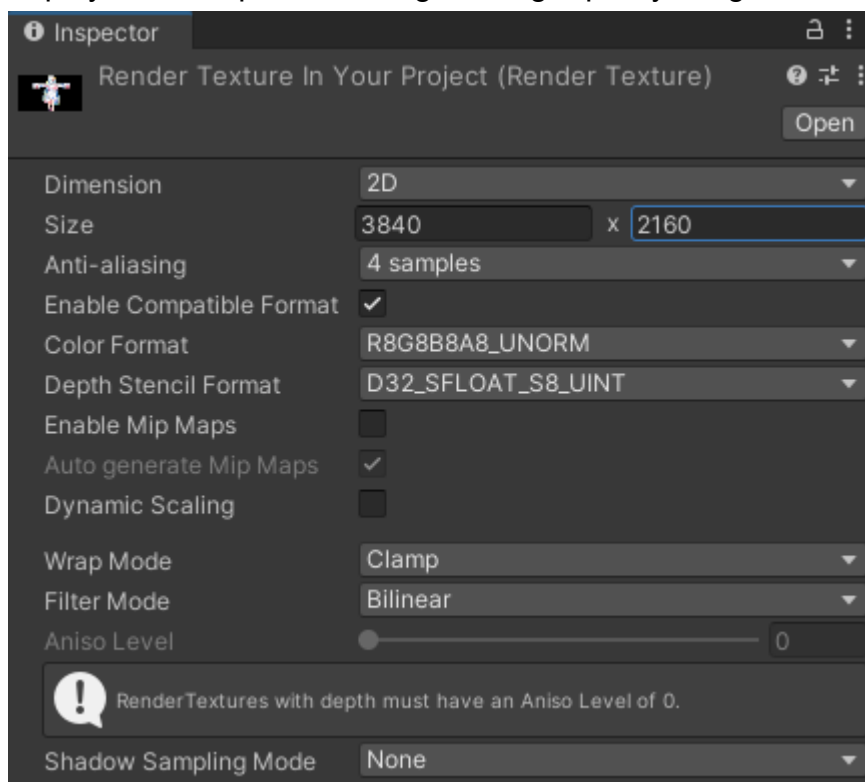 Inspector
Render Texture In Your Project (Render Texture)
Open
Dimension 2D
Size 3840 x 2160
Anti-aliasing 4 samples
Enable Compatible Format
Color Format R8G8B8A8_UNORM
Depth Stencil Format D32_SFLOAT_S8_UINT
Enable Mip Maps
Auto generate Mip Maps
Dynamic Scaling
Wrap Mode Clamp
Filter Mode Bilinear
Aniso Level 0
RenderTextures with depth must have an Aniso Level of 0.
Shadow Sampling Mode None